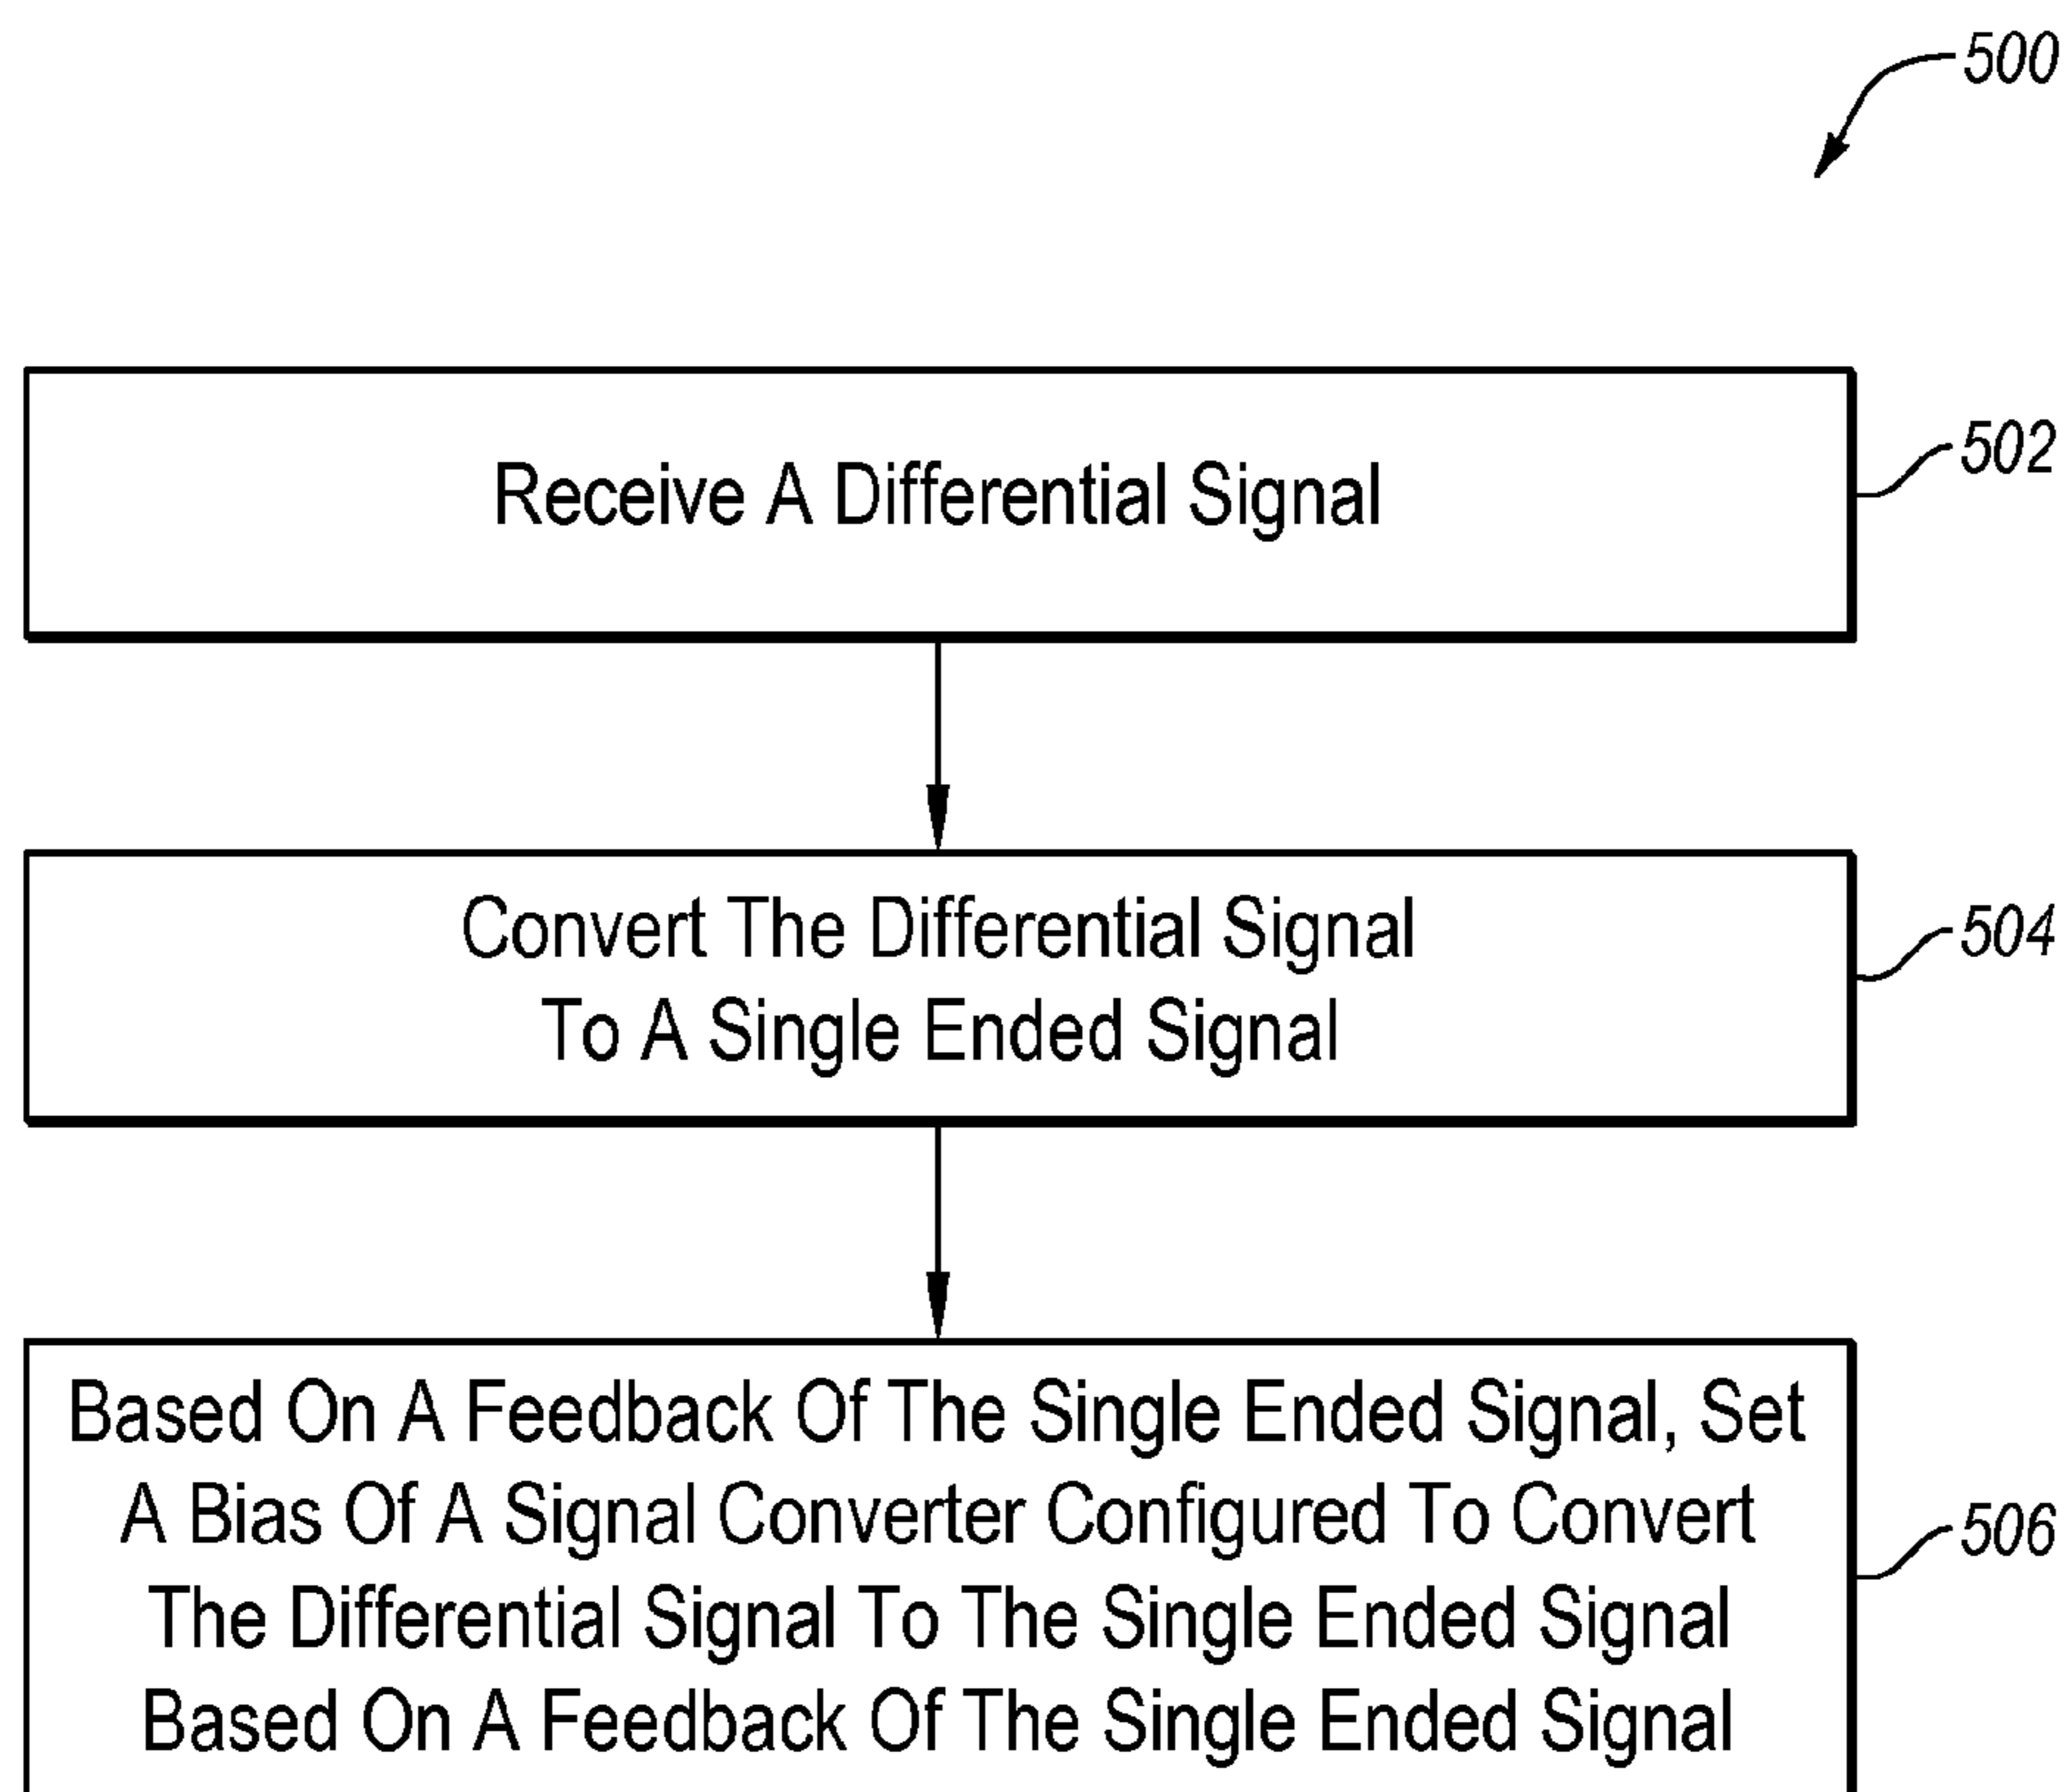 500
Receive A Differential Signal
502
Convert The Differential Signal
To A Single Ended Signal
504
Based On A Feedback Of The Single Ended Signal, Set
A Bias Of A Signal Converter Configured To Convert
The Differential Signal To The Single Ended Signal
Based On A Feedback Of The Single Ended Signal
506